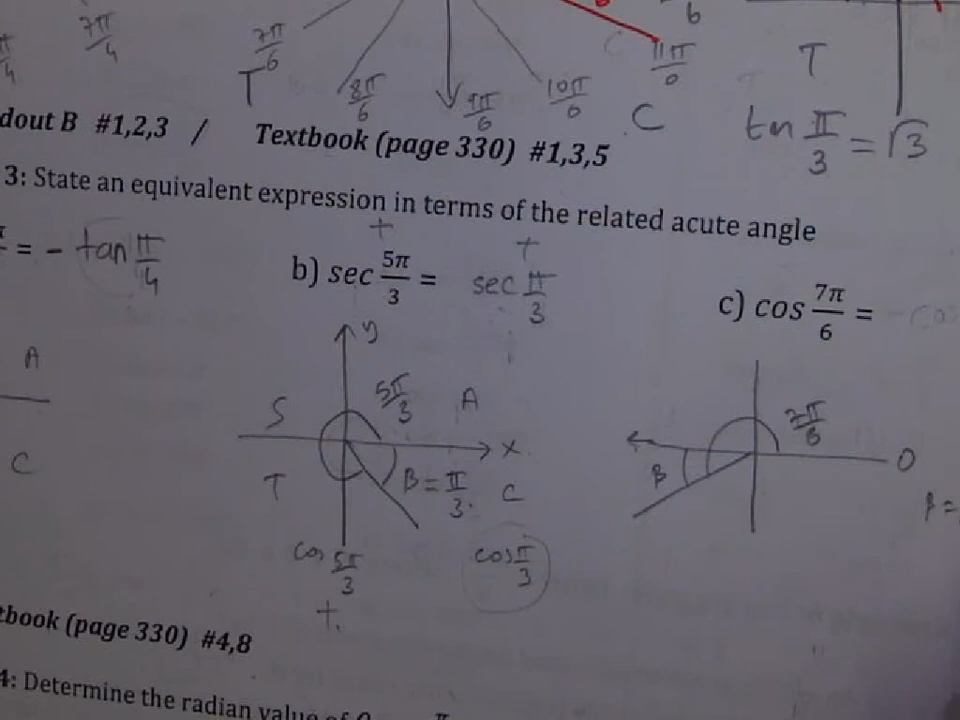 7π/4
7π/6
6
T
8π/6
9π/6
10π/6
11π/6
C
T
dout B #1,2,3 / Textbook (page 330) #1,3,5
tan π/3 = √3
3: State an equivalent expression in terms of the related acute angle
= - tan π/4
+ +
b) sec 5π/3 = sec π/3
c) cos 7π/6 = - cos
A
y
S
5π/3
A
7π/6
x
O
C
T
B = π/3
C
B
β =
cos 5π/3
cos π/3
+
tbook (page 330) #4,8
4: Determine the radian value of